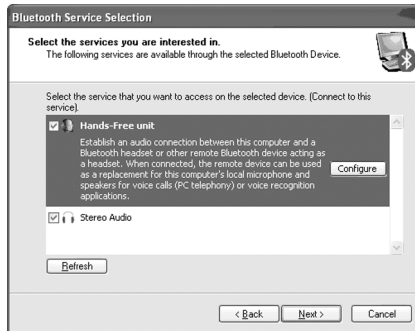 Bluetooth Service Selection
Select the services you are interested in.
The following services are available through the selected Bluetooth Device.
Select the service that you want to access on the selected device. (Connect to this
service).
Hands-Free unit
Establish an audio connection between this computer and a
Bluetooth headset or other remote Bluetooth device acting as
a headset. When connected, the remote device can be used
as a replacement for this computer's local microphone and
speakers for voice calls (PC telephony) or voice recognition
applications.
Configure
Stereo Audio
Refresh
< Back
Next >
Cancel